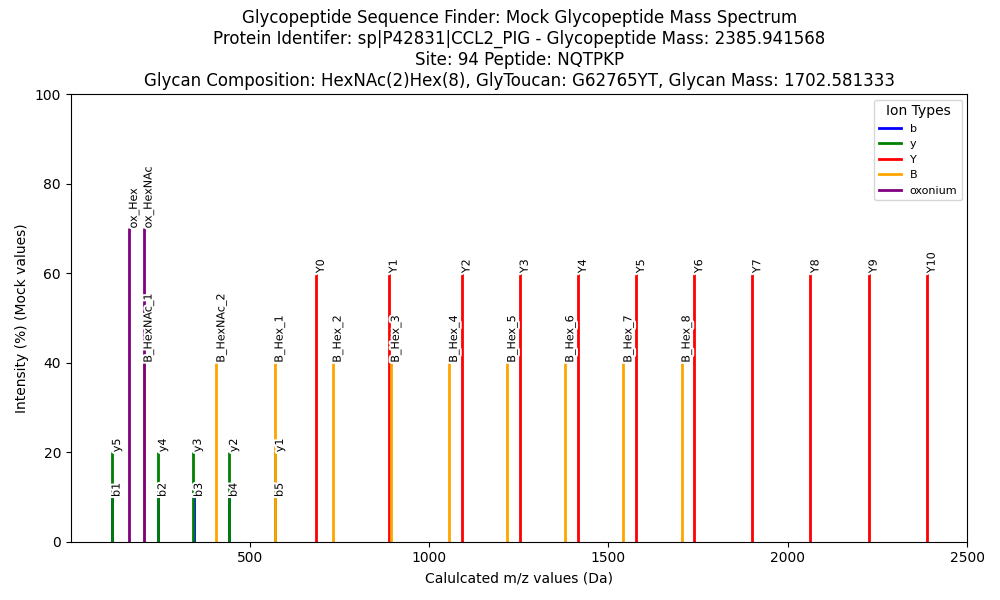 Glycopeptide Sequence Finder: Mock Glycopeptide Mass Spectrum
Protein Identifer: sp|P42831|CCL2_PIG - Glycopeptide Mass: 2385.941568
Site: 94 Peptide: NQTPKP
Glycan Composition: HexNAc(2)Hex(8), GlyToucan: G62765YT, Glycan Mass: 1702.581333
Intensity (%) (Mock values)
100
80
60
40
20
0
Ion Types
b
y
Y
B
oxonium
ox_Hex
ox_HexNAc
B_HexNAc_1
B_HexNAc_2
B_Hex_1
B_Hex_2
B_Hex_3
B_Hex_4
B_Hex_5
B_Hex_6
B_Hex_7
B_Hex_8
Y0
Y1
Y2
Y3
Y4
Y5
Y6
Y7
Y8
Y9
Y10
y5
y4
y3
y2
y1
b1
b2
b3
b4
b5
500
1000
1500
2000
2500
Calulcated m/z values (Da)